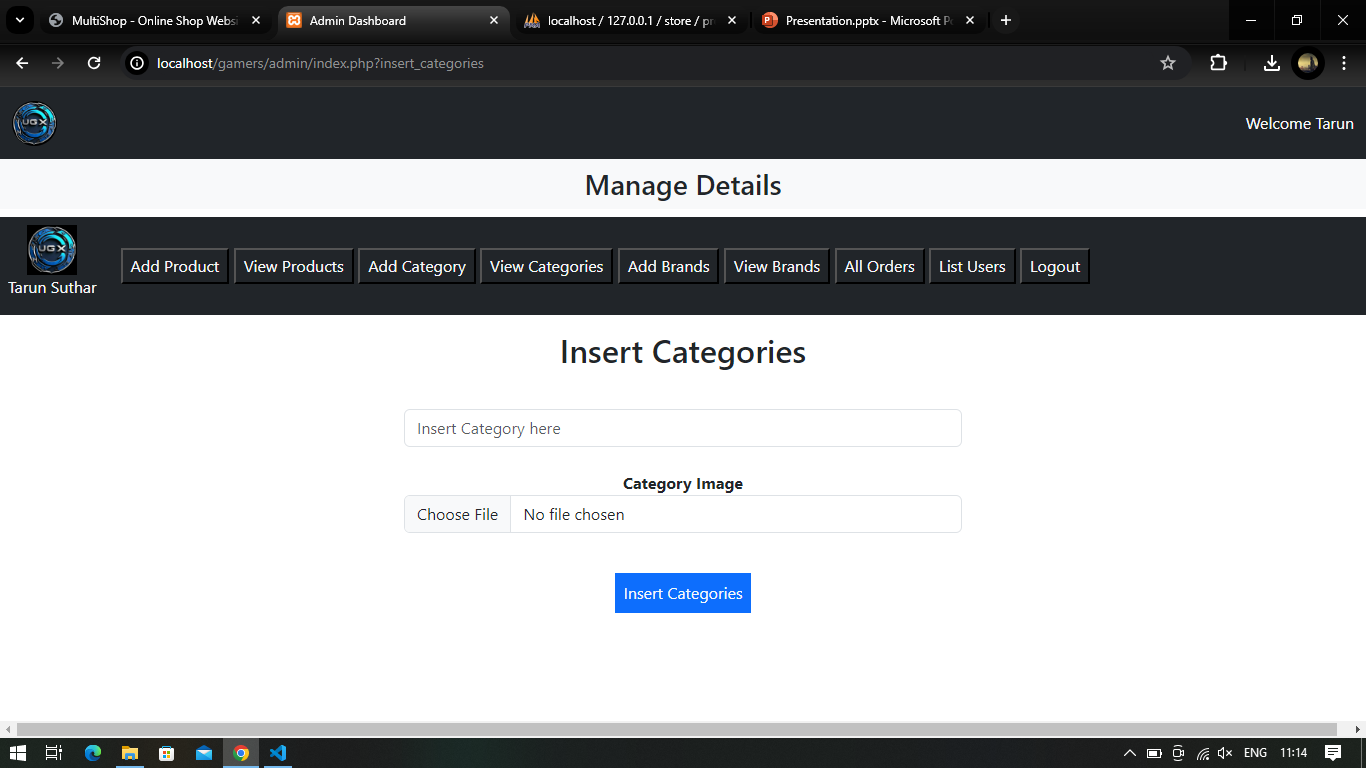 MultiShop - Online Shop Websi
Admin Dashboard
localhost / 127.0.0.1 / store / pr
Presentation.pptx - Microsoft Po
localhost/gamers/admin/index.php?insert_categories
UGX
Welcome Tarun
Manage Details
UGX
Tarun Suthar
Add Product
View Products
Add Category
View Categories
Add Brands
View Brands
All Orders
List Users
Logout
Insert Categories
Insert Category here
Category Image
Choose File No file chosen
Insert Categories
ENG 11:14